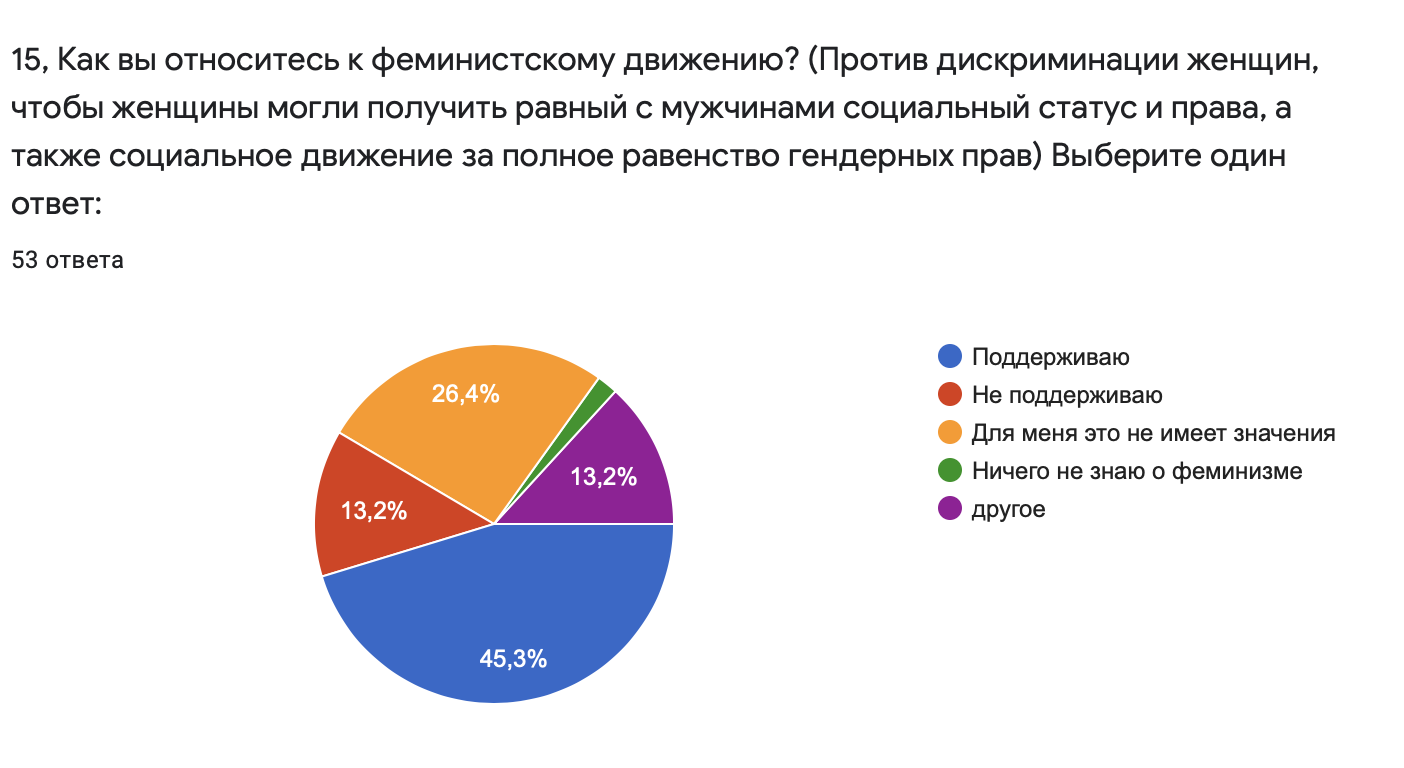 15, Как вы относитесь к феминистскому движению? (Против дискриминации женщин,
чтобы женщины могли получить равный с мужчинами социальный статус и права, а
также социальное движение за полное равенство гендерных прав) Выберите один
ответ:
53 ответа
26,4%
13,2%
13,2%
45,3%
Поддерживаю
Не поддерживаю
Для меня это не имеет значения
Ничего не знаю о феминизме
другое